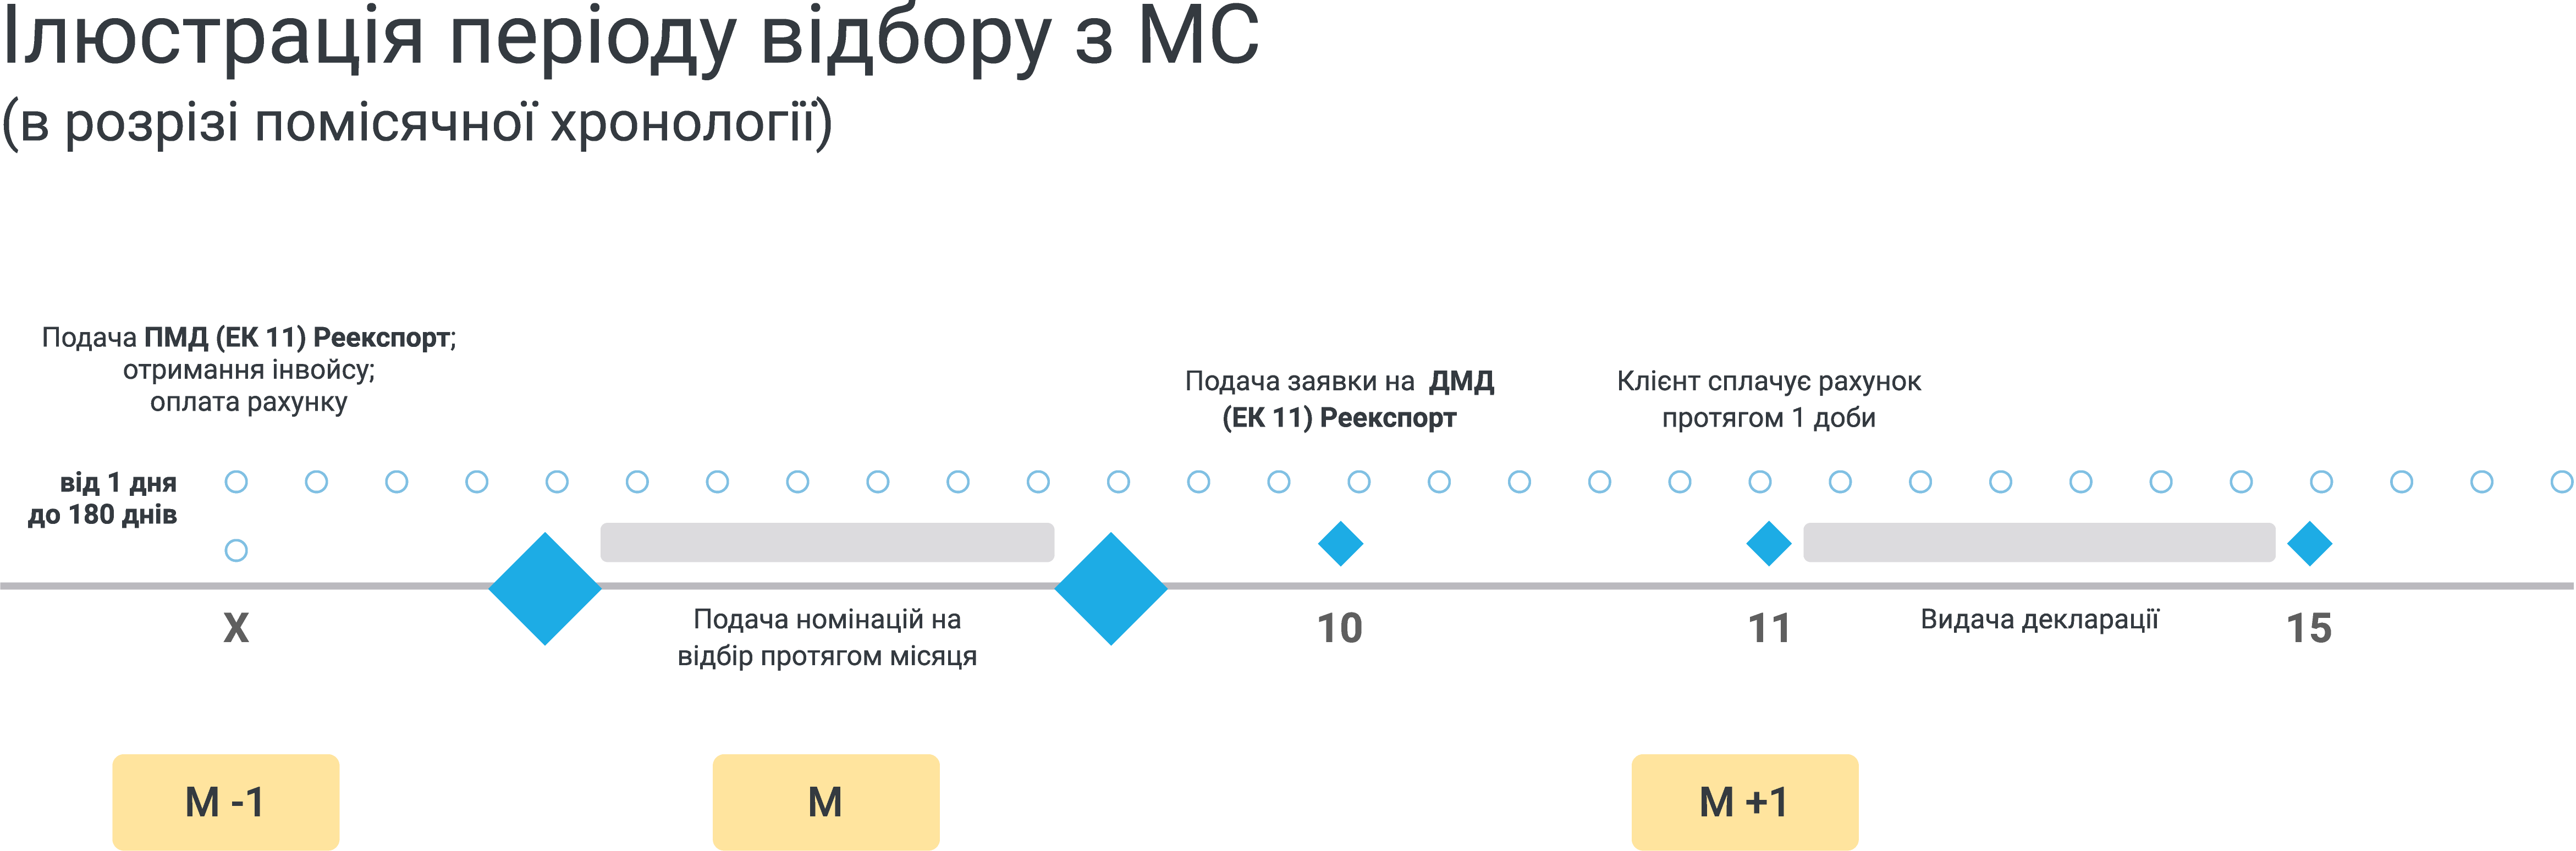 Ілюстрація періоду відбору з МС
(в розрізі помісячної хронології)
Подача ПМД (ЕК 11) Реекспорт;
отримання інвойсу;
оплата рахунку
Подача заявки на ДМД
(ЕК 11) Реекспорт
Клієнт сплачує рахунок
протягом 1 доби
від 1 дня
до 180 днів
X
Подача номінацій на
відбір протягом місяця
10
11
Видача декларації
15
М -1
М
М +1